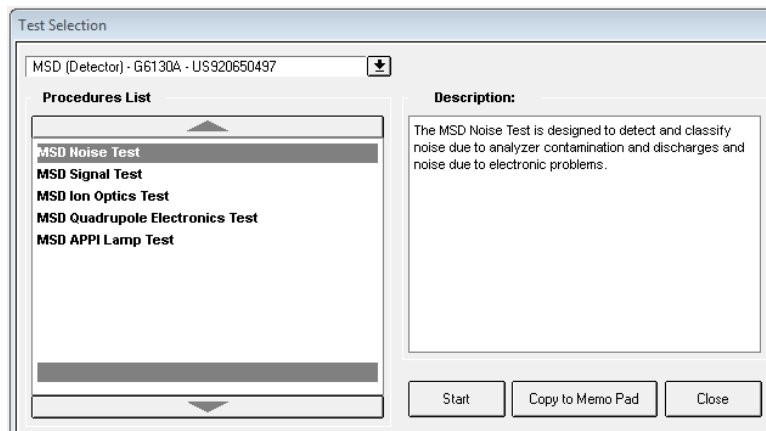 Test Selection
MSD (Detector) - G6130A - US920650497
Procedures List
MSD Noise Test
MSD Signal Test
MSD Ion Optics Test
MSD Quadrupole Electronics Test
MSD APPI Lamp Test
Description:
The MSD Noise Test is designed to detect and classify
noise due to analyzer contamination and discharges and
noise due to electronic problems.
Start
Copy to Memo Pad
Close